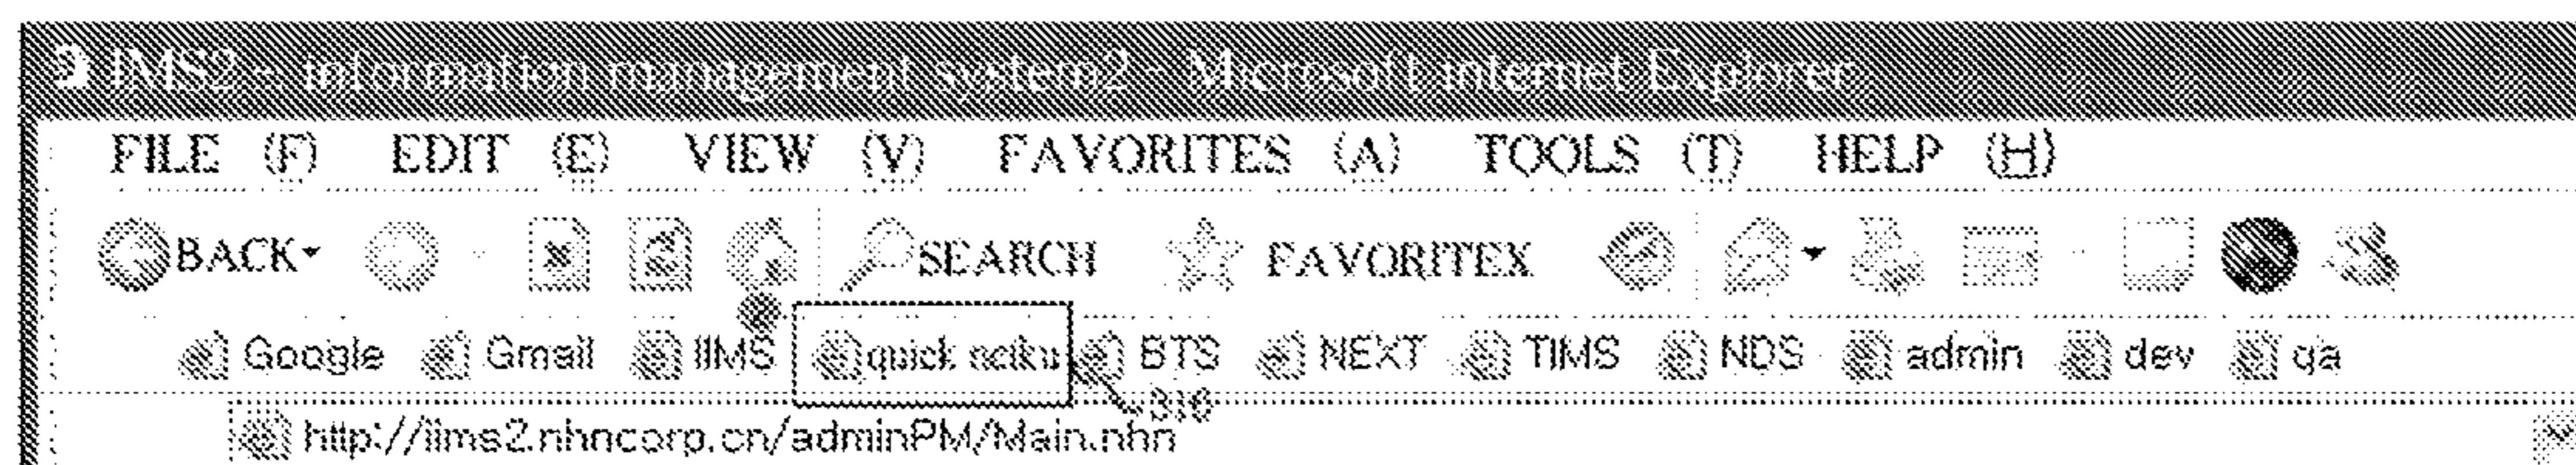 IMS2 - information management system2 - Microsoft internet Explorer
FILE (F) EDIT (E) VIEW (V) FAVORITES (A) TOOLS (T) HELP (H)
BACK SEARCH FAVORITEX
Google Gmail IIMS quick BTS NEXT TIMS NDS admin dev qa
310
http://iims2.nhncorp.cn/adminPM/Main.nhn